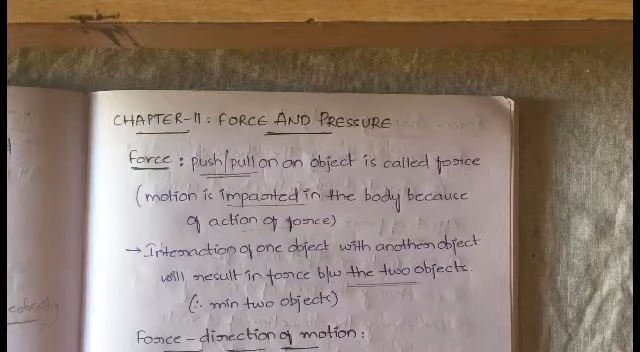 CHAPTER-11: FORCE AND PRESSURE
Force : push/pull on an object is called force
(motion is imparted in the body because
of action of force)
→ Interaction of one object with another object
will result in force b/w the two objects.
(∴ min two objects)
Force - direction of motion: